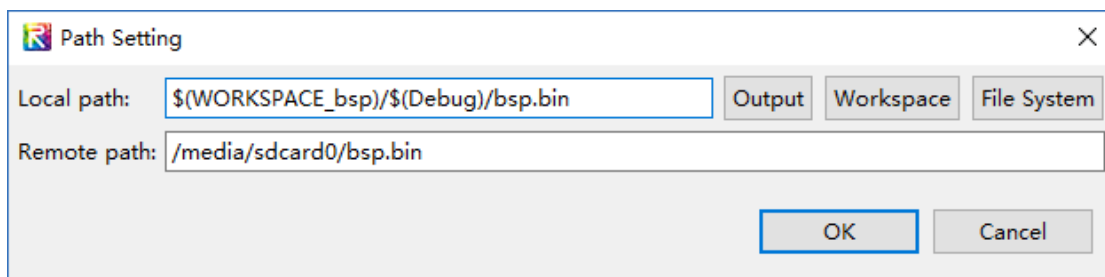 Path Setting
Local path: $(WORKSPACE_bsp)/$(Debug)/bsp.bin Output Workspace File System
Remote path: /media/sdcard0/bsp.bin
OK Cancel